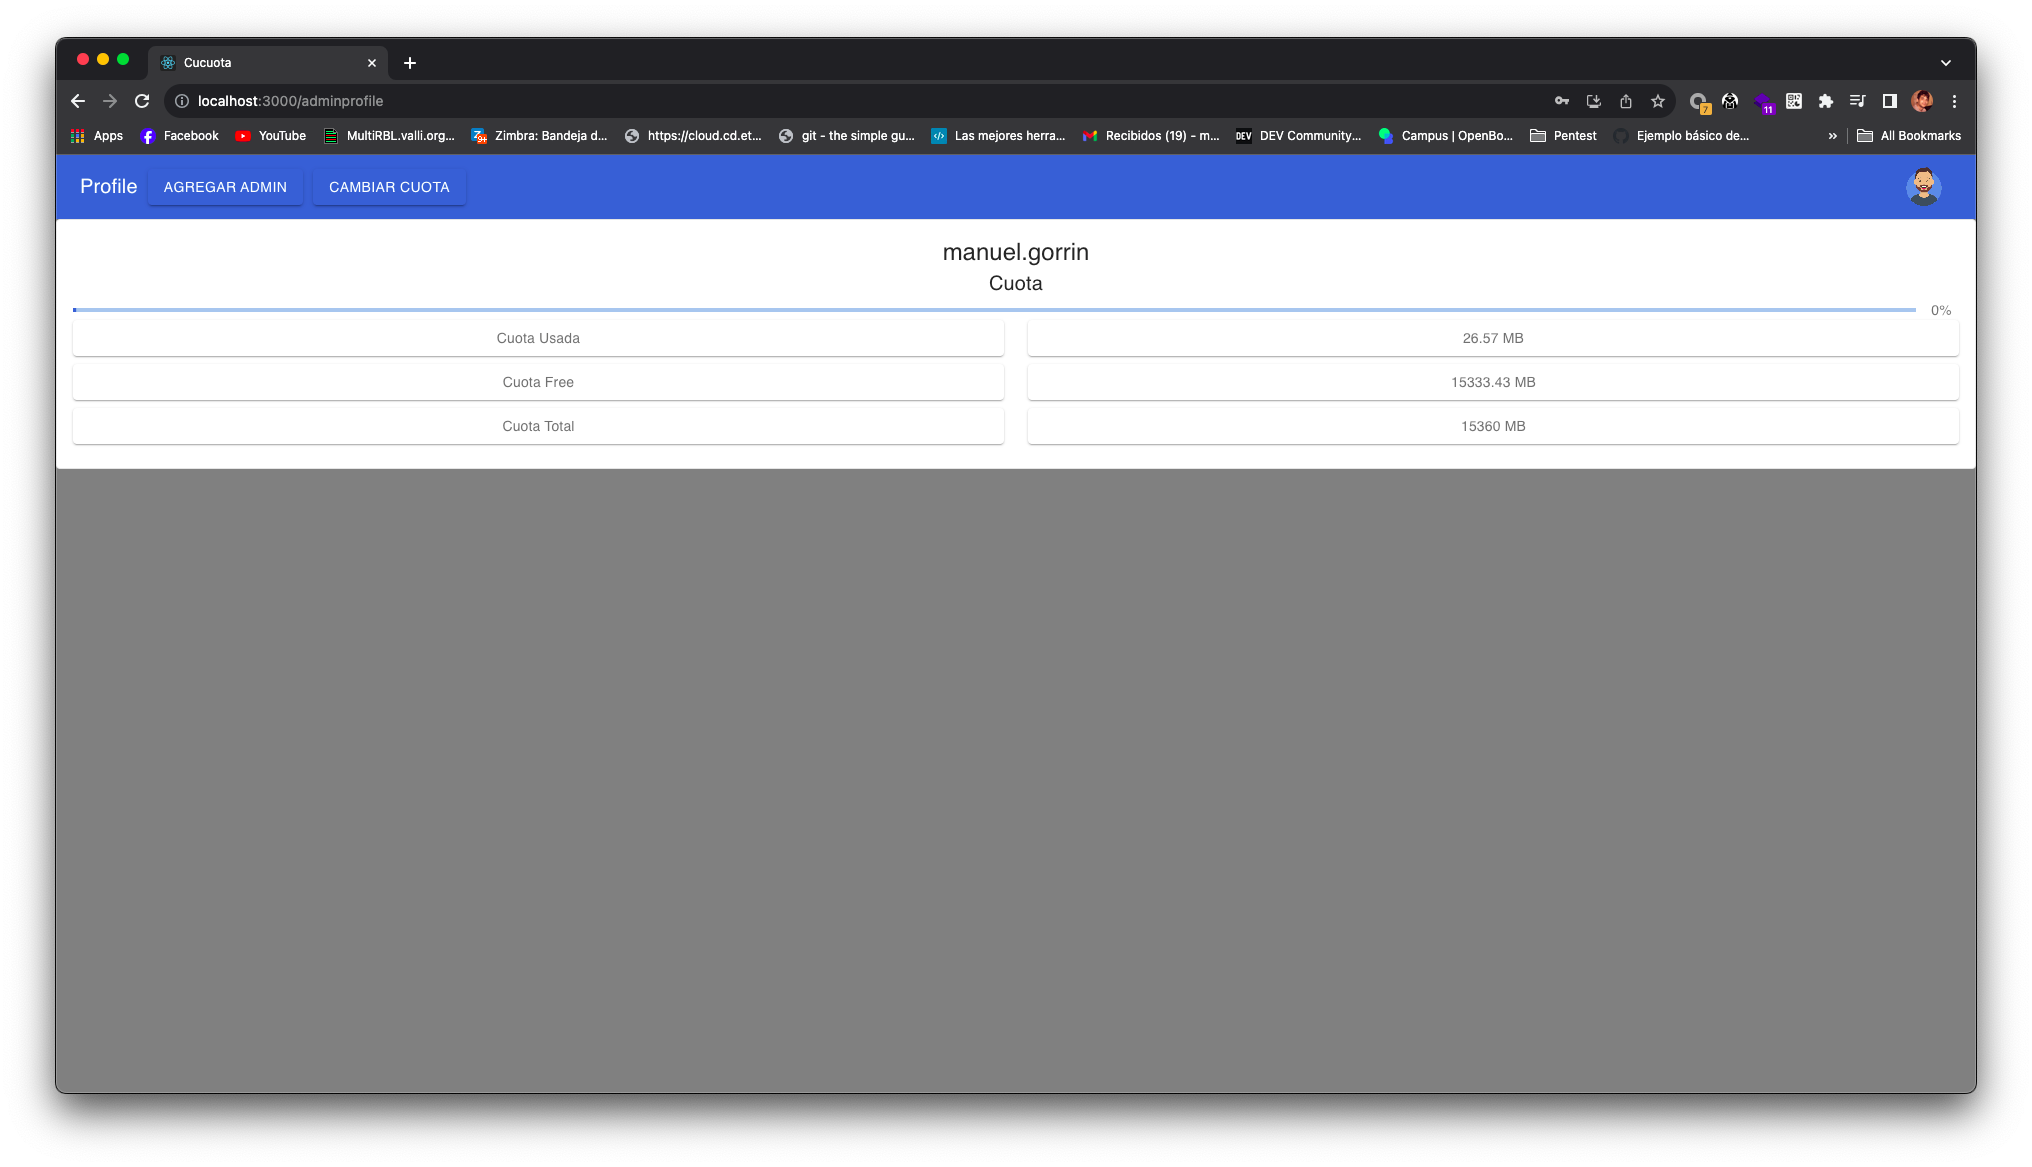 Cucuota
localhost:3000/adminprofile
7
11
Apps Facebook YouTube MultiRBL.valli.org... Zimbra: Bandeja d... https://cloud.cd.et... git - the simple gu... Las mejores herra... Recibidos (19) - m... DEV DEV Community... Campus | OpenBo... Pentest Ejemplo básico de... » All Bookmarks
Profile AGREGAR ADMIN CAMBIAR CUOTA
manuel.gorrin
Cuota
0%
Cuota Usada 26.57 MB
Cuota Free 15333.43 MB
Cuota Total 15360 MB